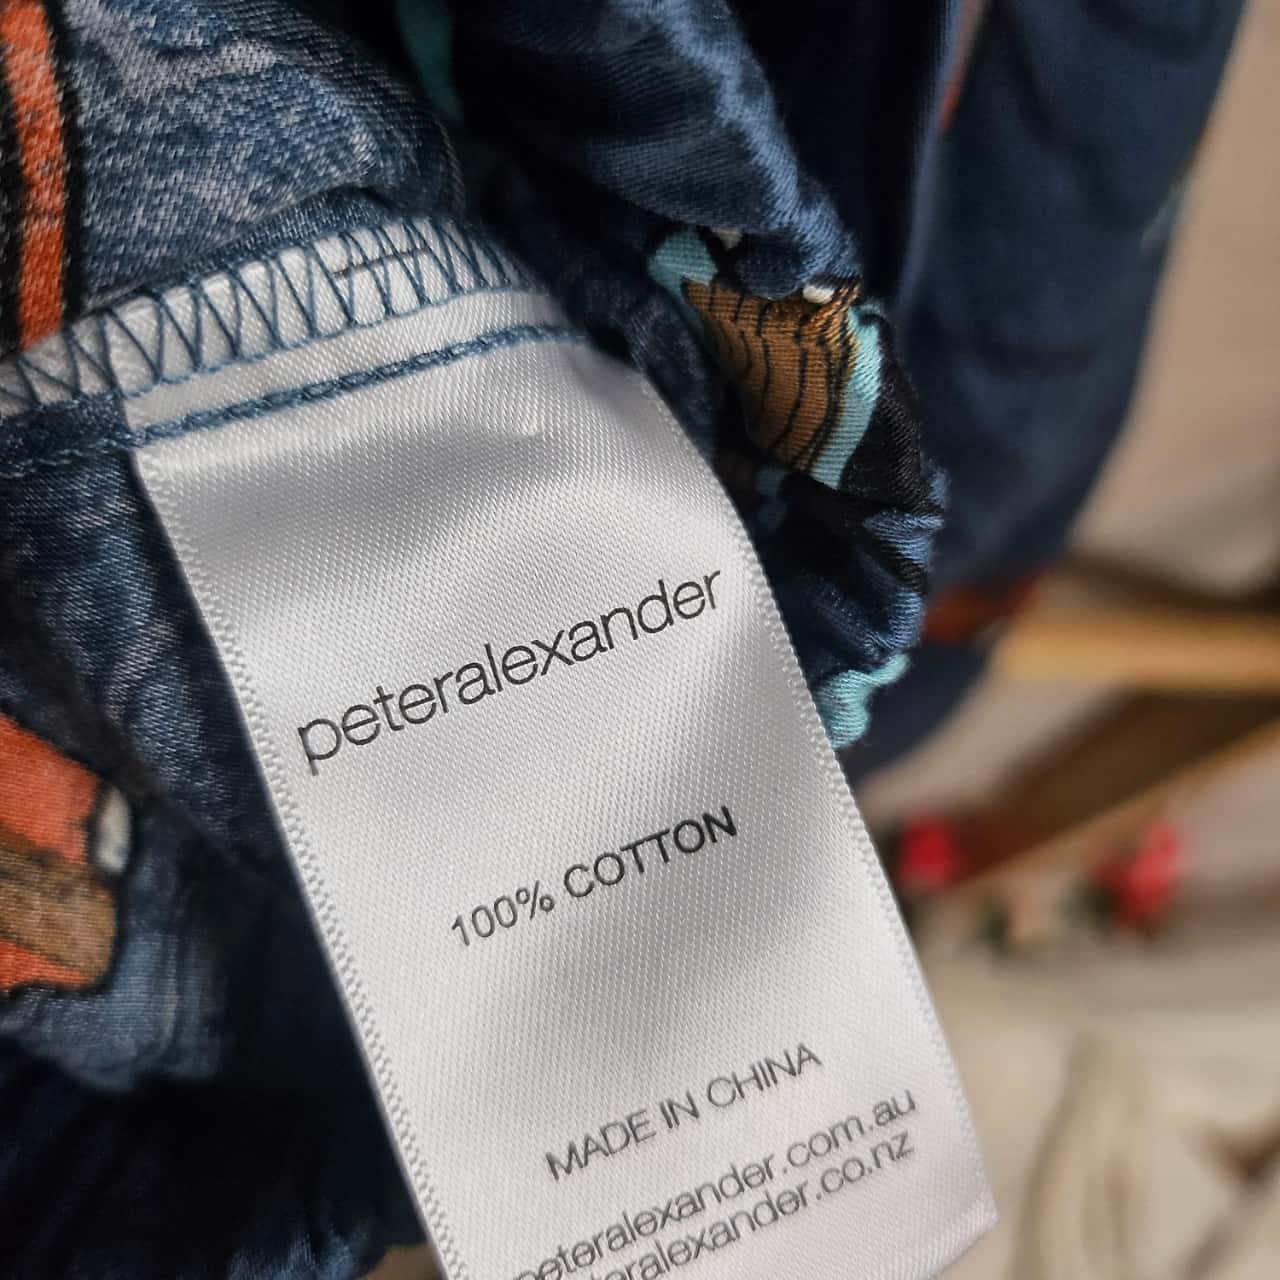 peteralexander
100% COTTON
MADE IN CHINA
peteralexander.com.au
peteralexander.co.nz